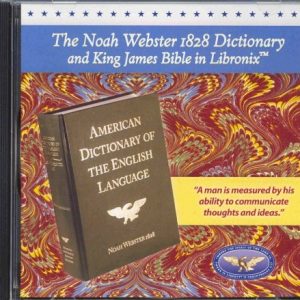 The Noah Webster 1828 Dictionary
and King James Bible in Libronix™
AMERICAN
DICTIONARY OF
THE ENGLISH
LANGUAGE
NOAH WEBSTER 1828
"A man is measured by his
ability to communicate
thoughts and ideas."